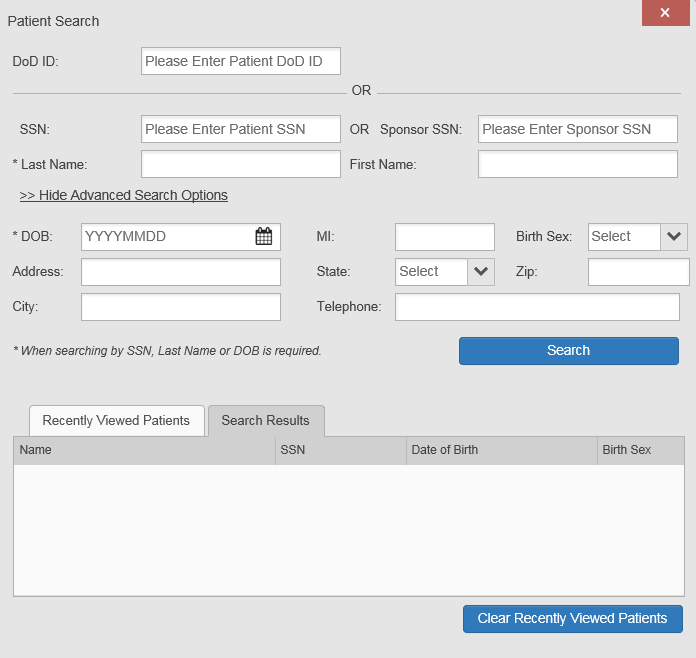 Patient Search
x
DoD ID: Please Enter Patient DoD ID
OR
SSN: Please Enter Patient SSN OR Sponsor SSN: Please Enter Sponsor SSN
* Last Name: First Name:
>> Hide Advanced Search Options
* DOB: YYYYMMDD MI: Birth Sex: Select
Address: State: Select Zip:
City: Telephone:
* When searching by SSN, Last Name or DOB is required. Search
Recently Viewed Patients Search Results
Name SSN Date of Birth Birth Sex
Clear Recently Viewed Patients